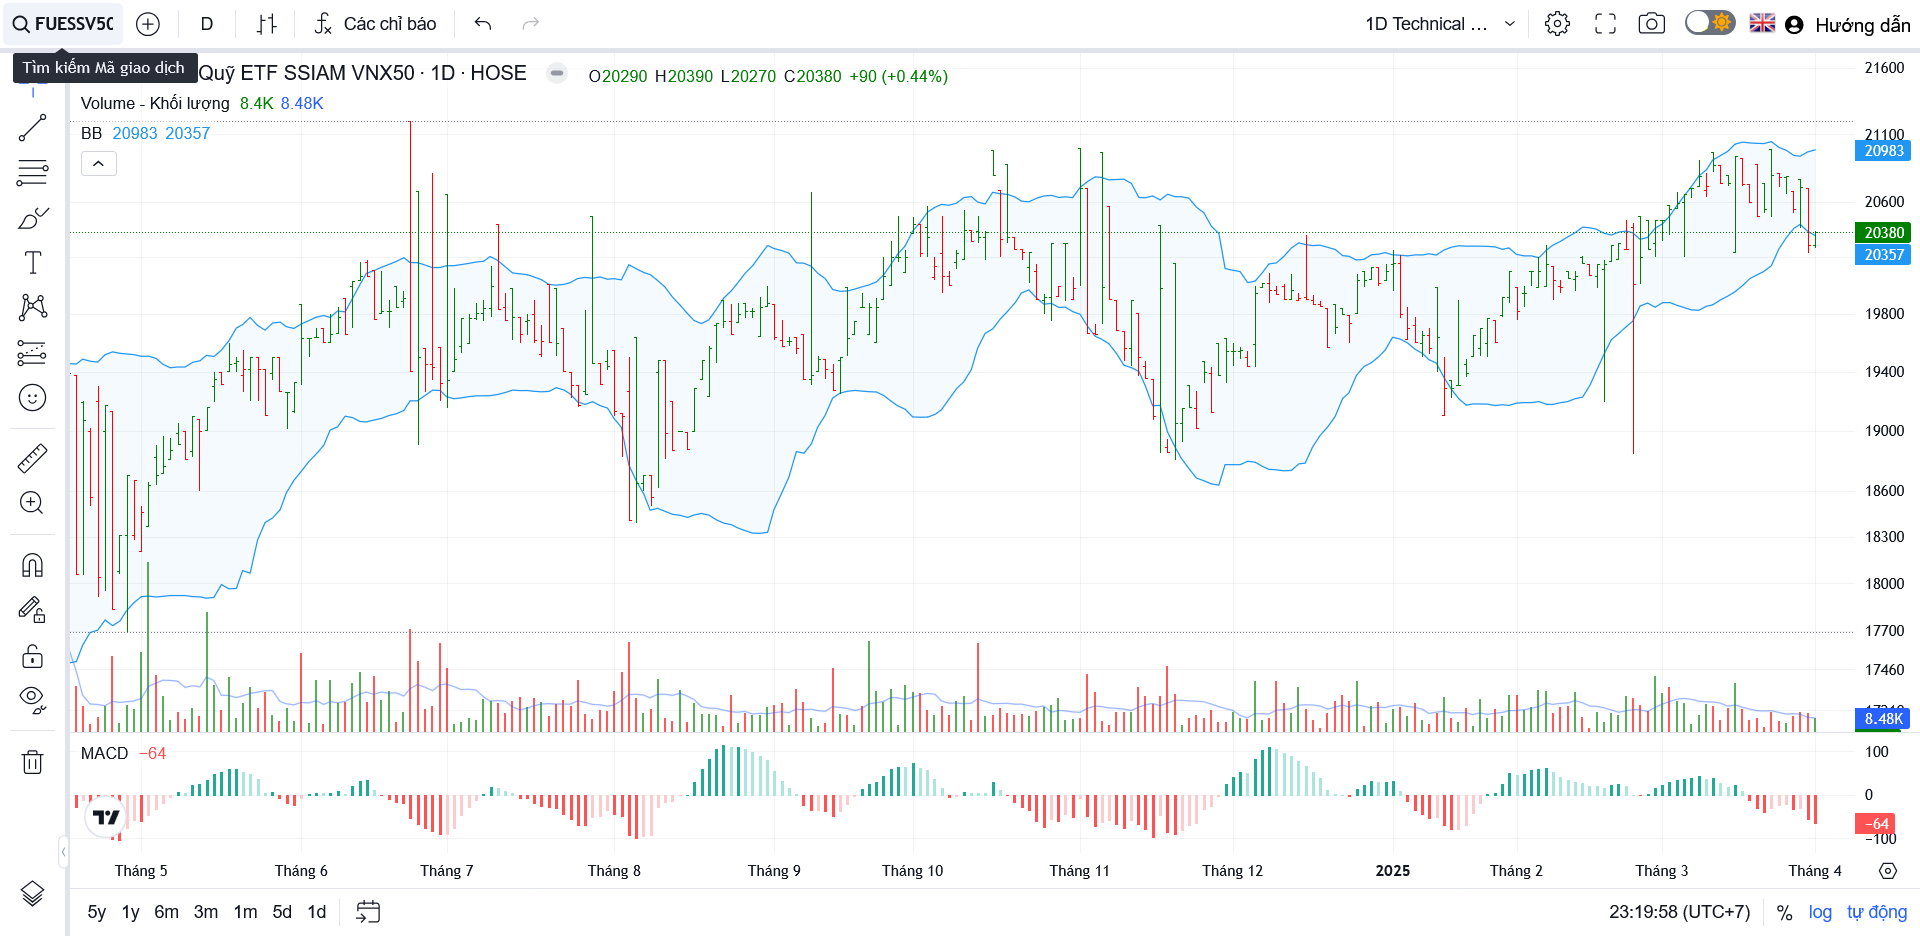 FUESSV50
D
Các chỉ báo
1D Technical ...
Hướng dẫn
Tìm kiếm Mã giao dịch
Quỹ ETF SSIAM VNX50 · 1D · HOSE
O20290 H20390 L20270 C20380 +90 (+0.44%)
Volume - Khối lượng 8.4K 8.48K
BB 20983 20357
21600
21100
20983
20600
20380
20357
19800
19400
19000
18600
18300
18000
17700
17460
8.48K
MACD −64
100
0
−64
−100
Tháng 5 Tháng 6 Tháng 7 Tháng 8 Tháng 9 Tháng 10 Tháng 11 Tháng 12 2025 Tháng 2 Tháng 3 Tháng 4
5y 1y 6m 3m 1m 5d 1d
23:19:58 (UTC+7) % log tự động